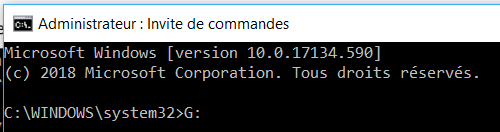 Administrateur : Invite de commandes
Microsoft Windows [version 10.0.17134.590]
(c) 2018 Microsoft Corporation. Tous droits réservés.
C:\WINDOWS\system32>G: